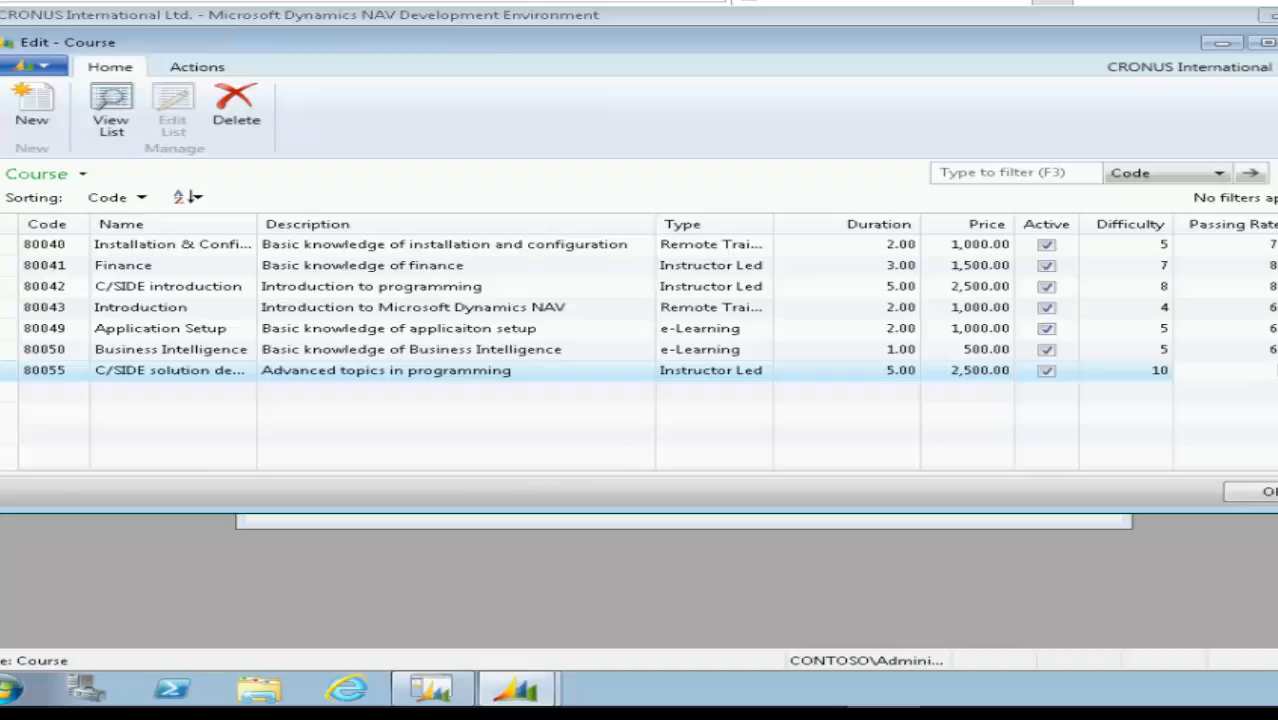 CRONUS International Ltd. - Microsoft Dynamics NAV Development Environment
Edit - Course
Home Actions CRONUS International
New View List Edit List Delete
New Manage
Course Type to filter (F3) Code
Sorting: Code No filters ap
Code Name Description Type Duration Price Active Difficulty Passing Rate
80040 Installation & Confi... Basic knowledge of installation and configuration Remote Trai... 2.00 1,000.00 5 7
80041 Finance Basic knowledge of finance Instructor Led 3.00 1,500.00 7 8
80042 C/SIDE introduction Introduction to programming Instructor Led 5.00 2,500.00 8 8
80043 Introduction Introduction to Microsoft Dynamics NAV Remote Trai... 2.00 1,000.00 4 6
80049 Application Setup Basic knowledge of applicaiton setup e-Learning 2.00 1,000.00 5 6
80050 Business Intelligence Basic knowledge of Business Intelligence e-Learning 1.00 500.00 5 6
80055 C/SIDE solution de... Advanced topics in programming Instructor Led 5.00 2,500.00 10
e: Course CONTOSO\Admini...